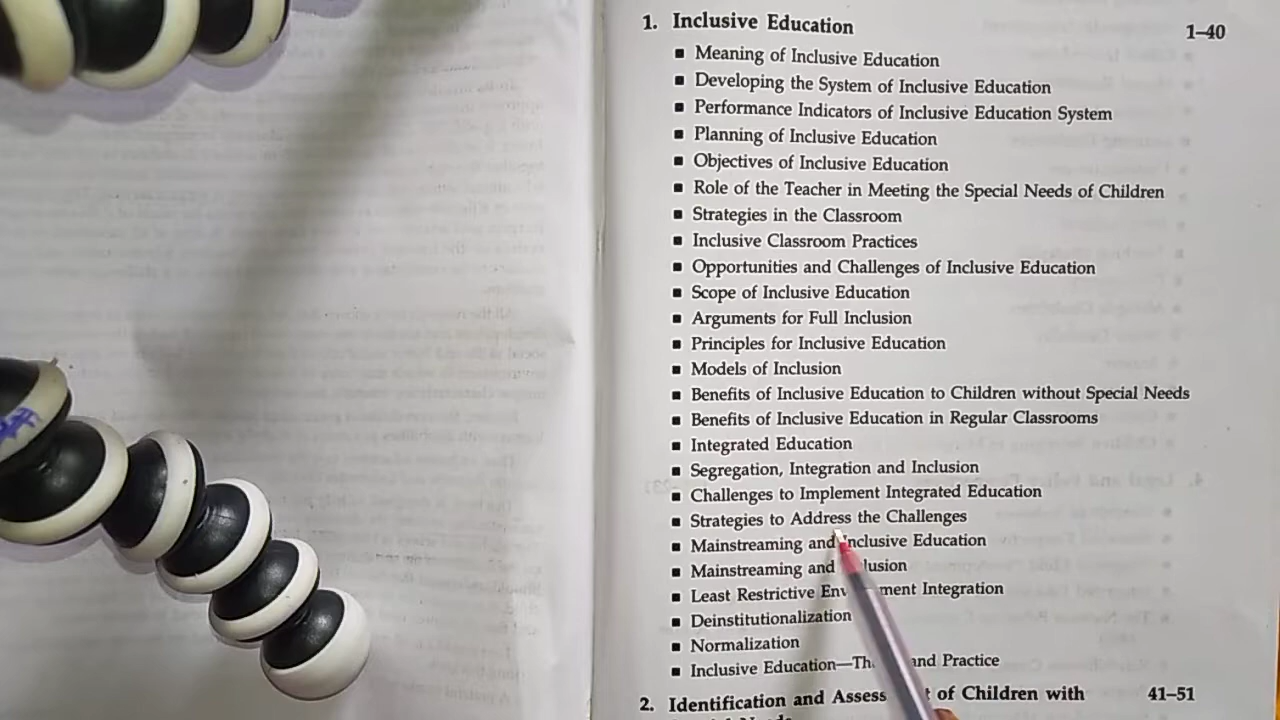 1. Inclusive Education 1–40
■ Meaning of Inclusive Education
■ Developing the System of Inclusive Education
■ Performance Indicators of Inclusive Education System
■ Planning of Inclusive Education
■ Objectives of Inclusive Education
■ Role of the Teacher in Meeting the Special Needs of Children
■ Strategies in the Classroom
■ Inclusive Classroom Practices
■ Opportunities and Challenges of Inclusive Education
■ Scope of Inclusive Education
■ Arguments for Full Inclusion
■ Principles for Inclusive Education
■ Models of Inclusion
■ Benefits of Inclusive Education to Children without Special Needs
■ Benefits of Inclusive Education in Regular Classrooms
■ Integrated Education
■ Segregation, Integration and Inclusion
■ Challenges to Implement Integrated Education
■ Strategies to Address the Challenges
■ Mainstreaming and Inclusive Education
■ Mainstreaming and
■ Least Restrictive Integration
■ Deinstitutionalization
■ Normalization
■ Inclusive Education— and Practice
2. Identification and of Children with 41–51